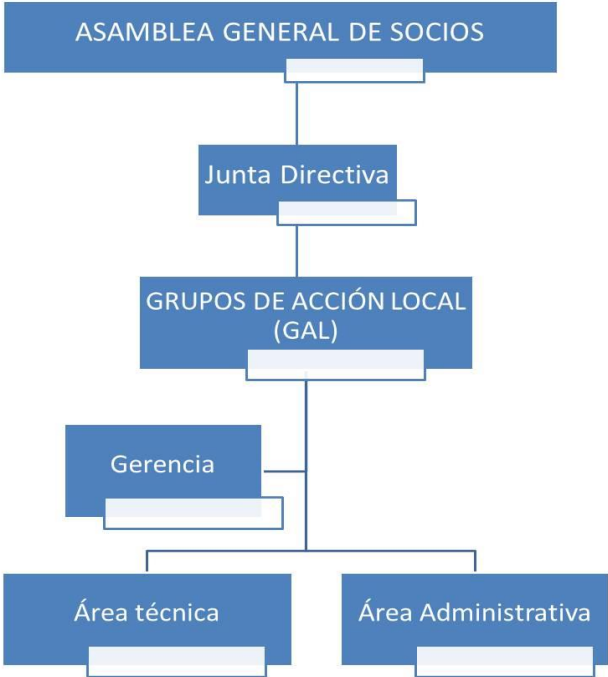 ASAMBLEA GENERAL DE SOCIOS
Junta Directiva
GRUPOS DE ACCIÓN LOCAL
(GAL)
Gerencia
Área técnica
Área Administrativa